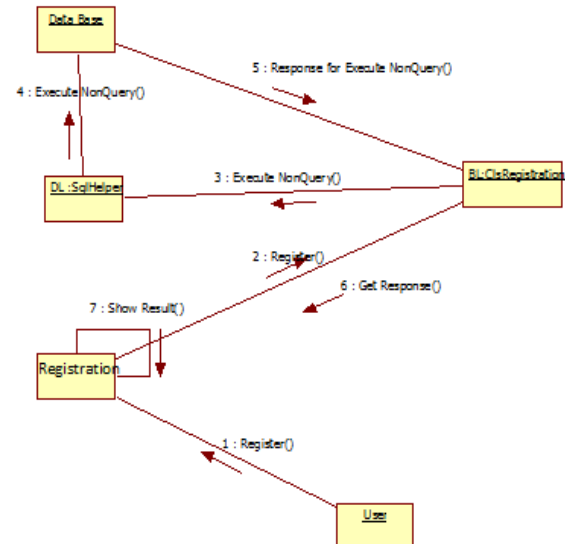 Data Base
5 : Response for Execute NonQuery()
4 : Execute NonQuery()
3 : Execute NonQuery()
DL :SqlHelper
BL:ClsRegistration
2 : Register()
6 : Get Response()
7 : Show Result()
Registration
1 : Register()
User